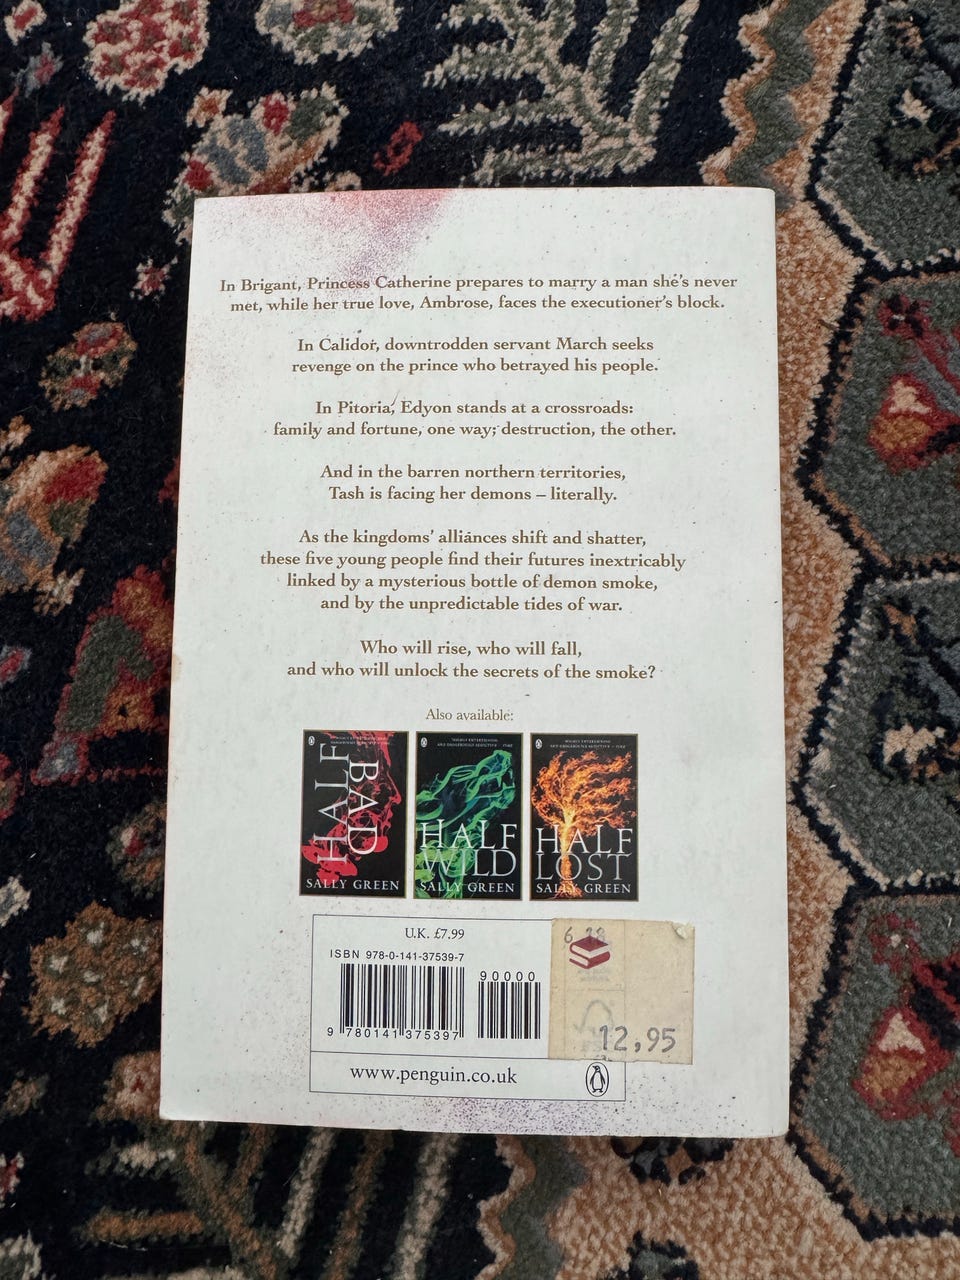 In Brigant, Princess Catherine prepares to marry a man she's never
met, while her true love, Ambrose, faces the executioner's block.
In Calidor, downtrodden servant March seeks
revenge on the prince who betrayed his people.
In Pitoria, Edyon stands at a crossroads:
family and fortune, one way; destruction, the other.
And in the barren northern territories,
Tash is facing her demons – literally.
As the kingdoms' alliances shift and shatter,
these five young people find their futures inextricably
linked by a mysterious bottle of demon smoke,
and by the unpredictable tides of war.
Who will rise, who will fall,
and who will unlock the secrets of the smoke?
Also available:
HALF
BAD
SALLY GREEN
HALF
WILD
SALLY GREEN
HALF
LOST
SALLY GREEN
U.K. £7.99
ISBN 978-0-141-37539-7
90000
9 780141 375397
12,95
www.penguin.co.uk